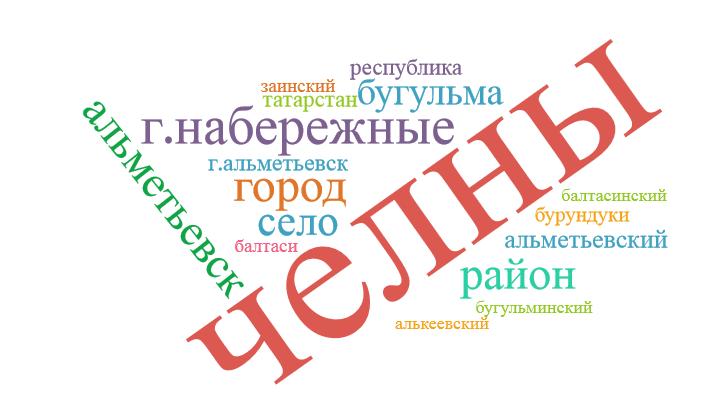 республика
заинский
татарстан
бугульма
г.набережные
альметьевск
г.альметьевск
город
село
балтаси
челны
балтасинский
бурундуки
альметьевский
район
бугульминский
алькеевский